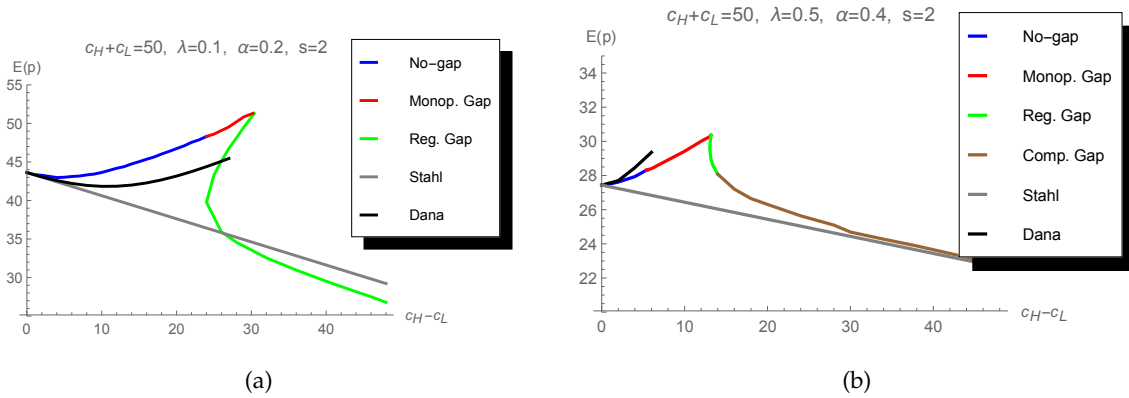 c_H+c_L=50, λ=0.1, α=0.2, s=2
E(p)
55
50
45
40
35
30
0
10
20
30
40
c_H−c_L
No-gap
Monop. Gap
Reg. Gap
Stahl
Dana
(a)
c_H+c_L=50, λ=0.5, α=0.4, s=2
E(p)
34
32
30
28
26
24
22
0
10
20
30
40
c_H−c_L
No-gap
Monop. Gap
Reg. Gap
Comp. Gap
Stahl
Dana
(b)